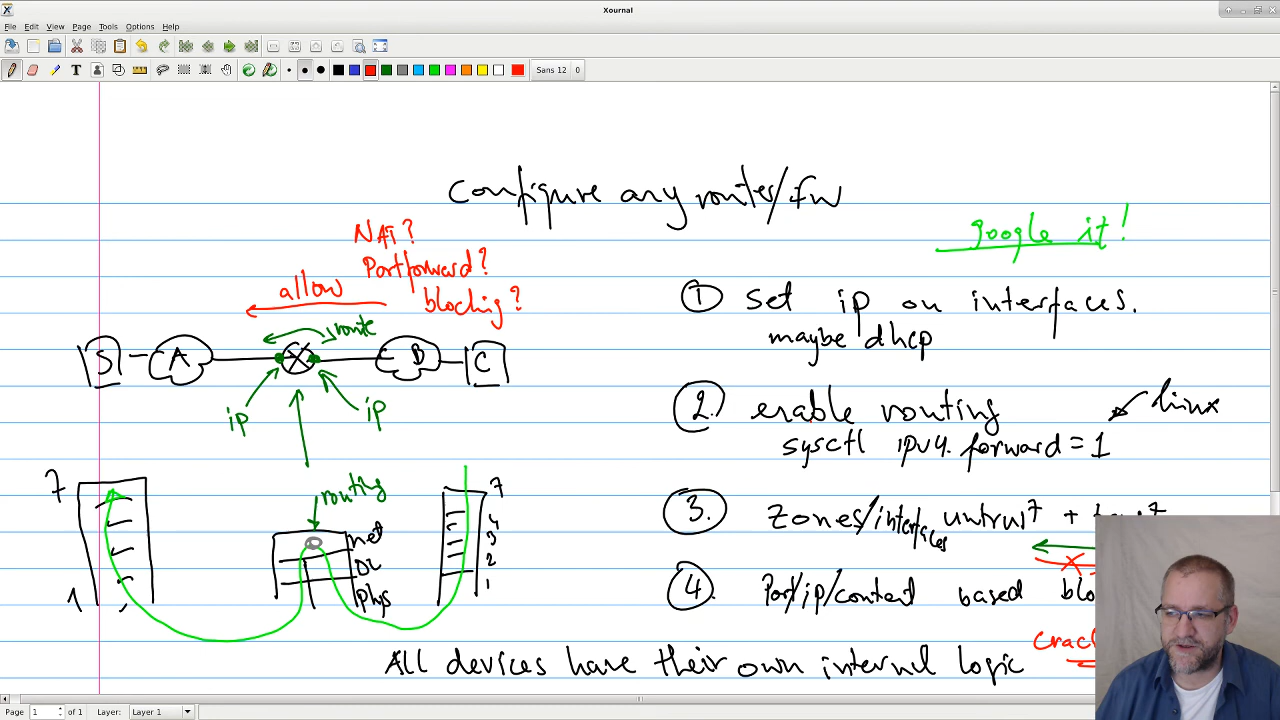 Xournal
File Edit View Page Tools Options Help
Sans 12 0
Configure any router/fw
google it!
NAT?
Portforward?
blocking?
allow
route
S A B C
ip ip
① set ip on interfaces.
maybe dhcp
2. enable routing
linux
sysctl ipv4.forward=1
3. zones/interfaces untrust +
4. Port/ip/content based
All devices have their own internal logic
routing
7
1
net
DL
phys
7
4
3
2
1
Page 1 of 1 Layer: Layer 1